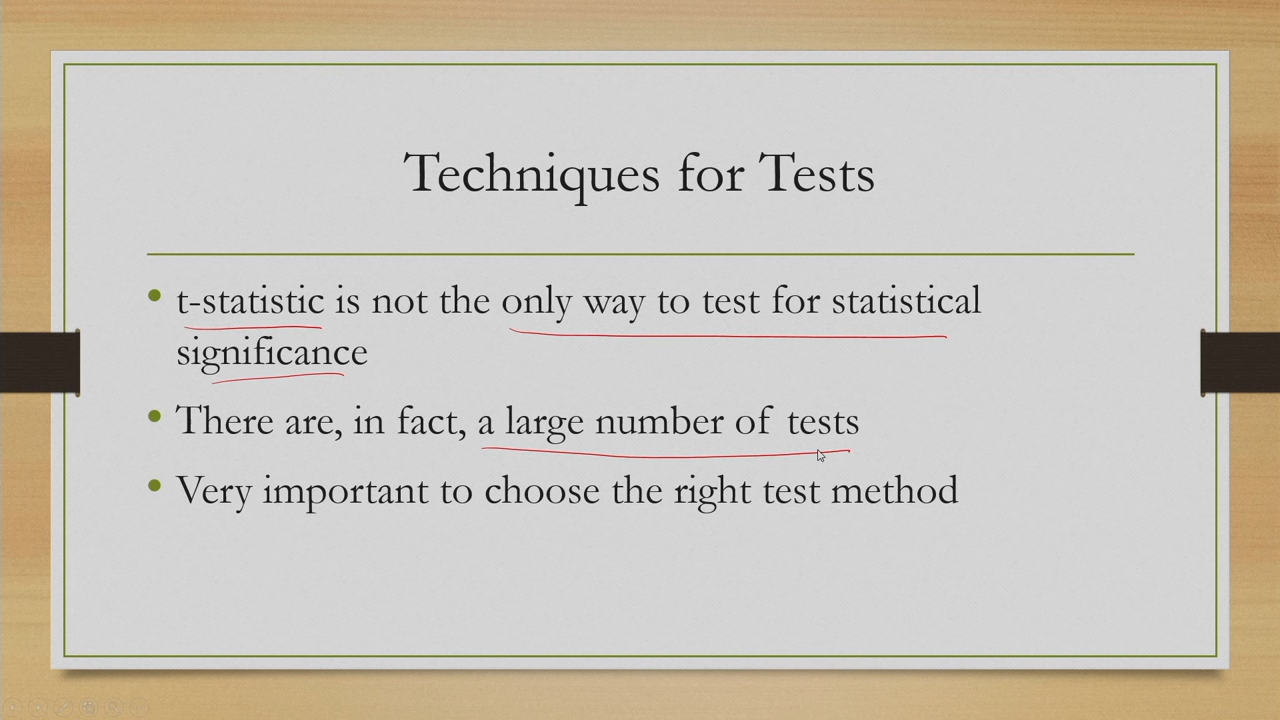 Techniques for Tests
• t-statistic is not the only way to test for statistical
significance
• There are, in fact, a large number of tests
• Very important to choose the right test method